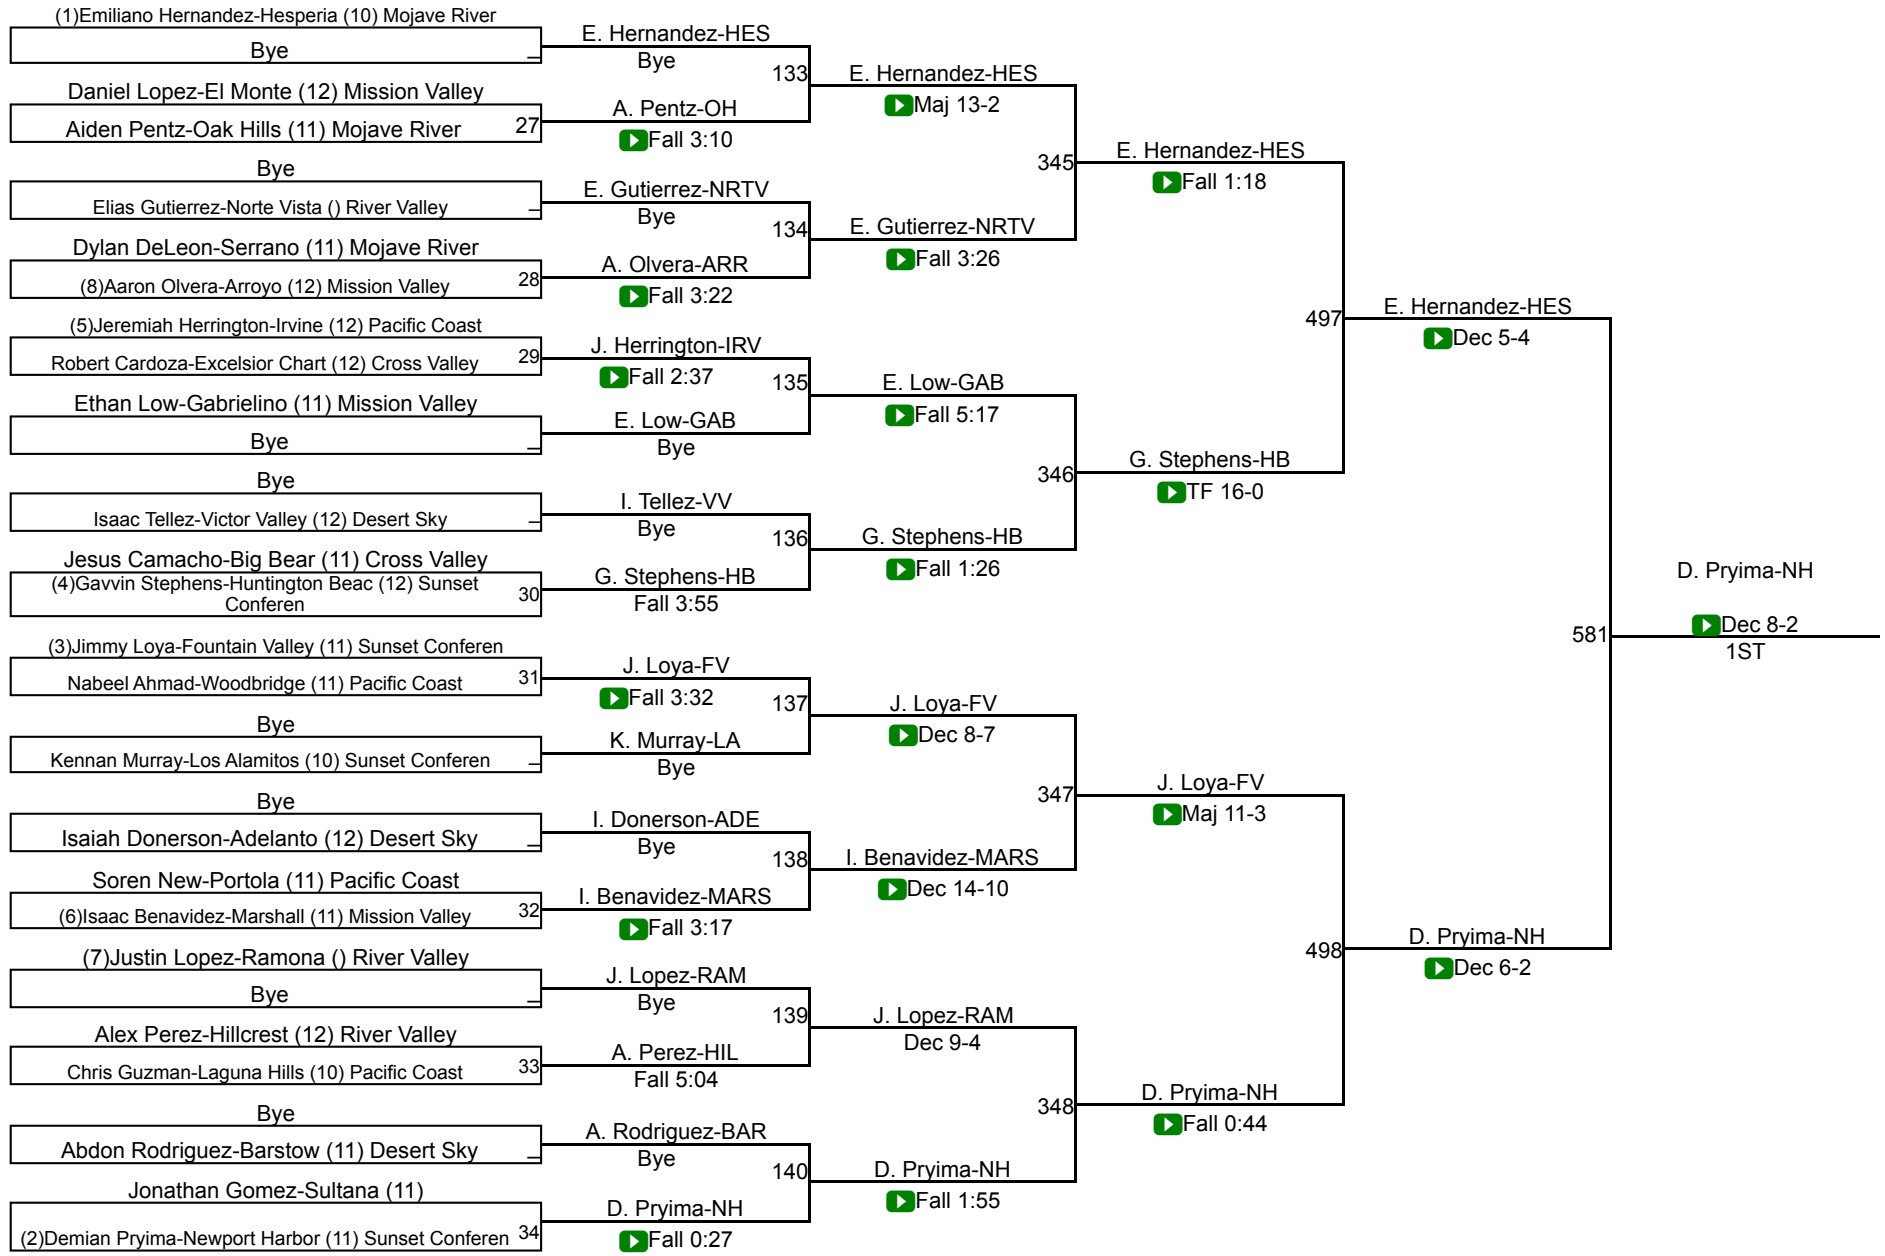 (1)Emiliano Hernandez-Hesperia (10) Mojave River
Bye
_
Daniel Lopez-El Monte (12) Mission Valley
Aiden Pentz-Oak Hills (11) Mojave River
27
Bye
Elias Gutierrez-Norte Vista () River Valley
_
Dylan DeLeon-Serrano (11) Mojave River
(8)Aaron Olvera-Arroyo (12) Mission Valley
28
(5)Jeremiah Herrington-Irvine (12) Pacific Coast
Robert Cardoza-Excelsior Chart (12) Cross Valley
29
Ethan Low-Gabrielino (11) Mission Valley
Bye
_
Bye
Isaac Tellez-Victor Valley (12) Desert Sky
_
Jesus Camacho-Big Bear (11) Cross Valley
(4)Gavvin Stephens-Huntington Beac (12) Sunset
Conferen
30
(3)Jimmy Loya-Fountain Valley (11) Sunset Conferen
Nabeel Ahmad-Woodbridge (11) Pacific Coast
31
Bye
Kennan Murray-Los Alamitos (10) Sunset Conferen
_
Bye
Isaiah Donerson-Adelanto (12) Desert Sky
_
Soren New-Portola (11) Pacific Coast
(6)Isaac Benavidez-Marshall (11) Mission Valley
32
(7)Justin Lopez-Ramona () River Valley
Bye
_
Alex Perez-Hillcrest (12) River Valley
Chris Guzman-Laguna Hills (10) Pacific Coast
33
Bye
Abdon Rodriguez-Barstow (11) Desert Sky
_
Jonathan Gomez-Sultana (11)
(2)Demian Pryima-Newport Harbor (11) Sunset Conferen
34
E. Hernandez-HES
Bye
133
A. Pentz-OH
Fall 3:10
E. Gutierrez-NRTV
Bye
134
A. Olvera-ARR
Fall 3:22
J. Herrington-IRV
Fall 2:37
135
E. Low-GAB
Bye
I. Tellez-VV
Bye
136
G. Stephens-HB
Fall 3:55
J. Loya-FV
Fall 3:32
137
K. Murray-LA
Bye
I. Donerson-ADE
Bye
138
I. Benavidez-MARS
Fall 3:17
J. Lopez-RAM
Bye
139
A. Perez-HIL
Fall 5:04
A. Rodriguez-BAR
Bye
140
D. Pryima-NH
Fall 0:27
E. Hernandez-HES
Maj 13-2
345
E. Gutierrez-NRTV
Fall 3:26
E. Low-GAB
Fall 5:17
346
G. Stephens-HB
Fall 1:26
J. Loya-FV
Dec 8-7
347
I. Benavidez-MARS
Dec 14-10
J. Lopez-RAM
Dec 9-4
348
D. Pryima-NH
Fall 1:55
E. Hernandez-HES
Fall 1:18
497
G. Stephens-HB
TF 16-0
J. Loya-FV
Maj 11-3
498
D. Pryima-NH
Fall 0:44
E. Hernandez-HES
Dec 5-4
581
D. Pryima-NH
Dec 6-2
D. Pryima-NH
Dec 8-2
1ST